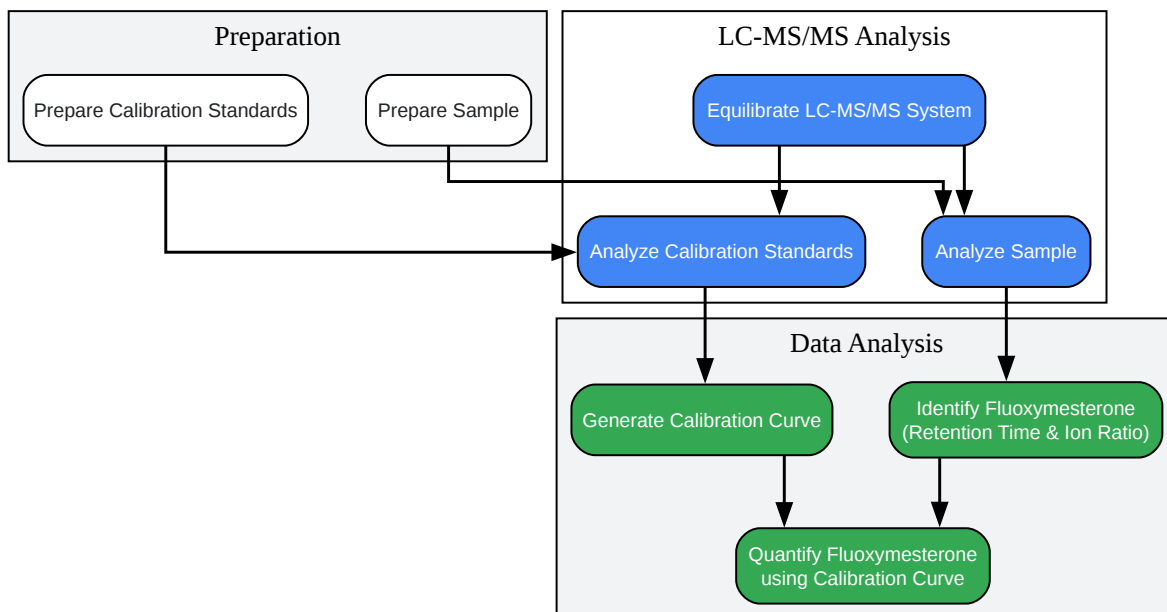 Preparation
Prepare Calibration Standards
Prepare Sample
LC-MS/MS Analysis
Equilibrate LC-MS/MS System
Analyze Calibration Standards
Analyze Sample
Data Analysis
Generate Calibration Curve
Identify Fluoxymesterone
(Retention Time & Ion Ratio)
Quantify Fluoxymesterone
using Calibration Curve